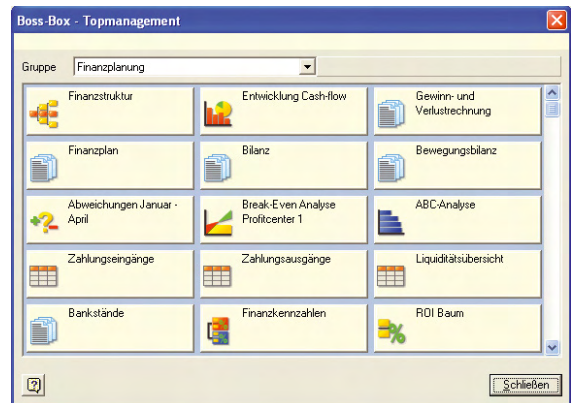 Boss-Box - Topmanagement
Gruppe
Finanzplanung
Finanzstruktur
Entwicklung Cash-flow
Gewinn- und
Verlustrechnung
Finanzplan
Bilanz
Bewegungsbilanz
Abweichungen Januar -
April
Break-Even Analyse
Profitcenter 1
ABC-Analyse
Zahlungseingänge
Zahlungsausgänge
Liquiditätsübersicht
Bankstände
Finanzkennzahlen
ROI Baum
Schließen